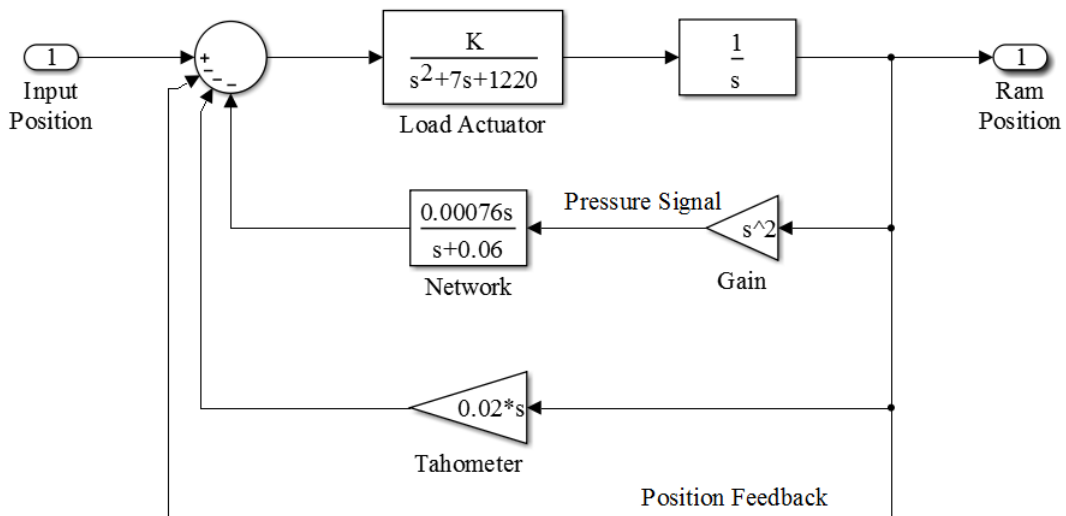 1
Input
Position
+
−
−
−
K
s²+7s+1220
Load Actuator
1
s
1
Ram
Position
0.00076s
s+0.06
Network
Pressure Signal
s^2
Gain
0.02*s
Tahometer
Position Feedback